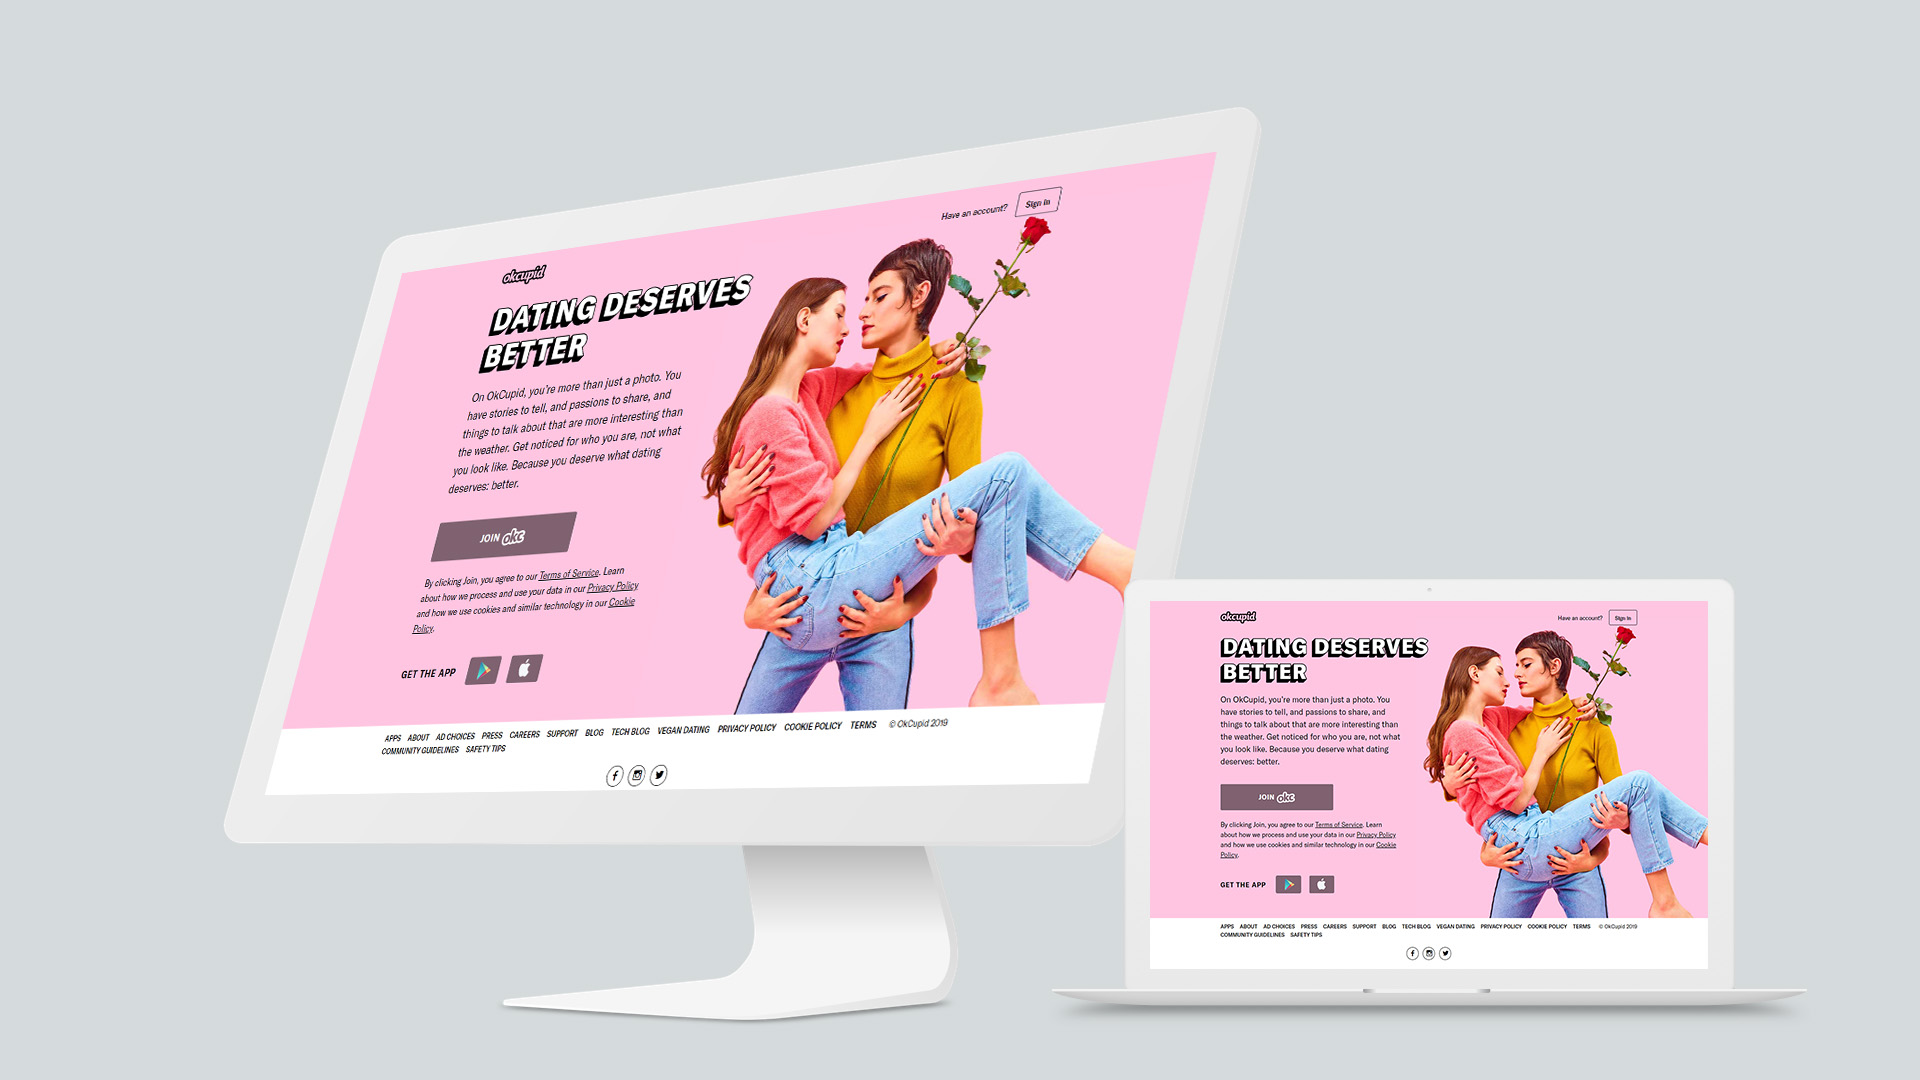 Have an account? Sign in
okcupid
DATING DESERVES
BETTER
On OkCupid, you're more than just a photo. You
have stories to tell, and passions to share, and
things to talk about that are more interesting than
the weather. Get noticed for who you are, not what
you look like. Because you deserve what dating
deserves: better.
JOIN okc
By clicking Join, you agree to our Terms of Service. Learn
about how we process and use your data in our Privacy Policy
and how we use cookies and similar technology in our Cookie
Policy.
GET THE APP
APPS ABOUT AD CHOICES PRESS CAREERS SUPPORT BLOG TECH BLOG VEGAN DATING PRIVACY POLICY COOKIE POLICY TERMS © OkCupid 2019
COMMUNITY GUIDELINES SAFETY TIPS
okcupid
Have an account? Sign in
DATING DESERVES
BETTER
On OkCupid, you're more than just a photo. You
have stories to tell, and passions to share, and
things to talk about that are more interesting than
the weather. Get noticed for who you are, not what
you look like. Because you deserve what dating
deserves: better.
JOIN okc
By clicking Join, you agree to our Terms of Service. Learn
about how we process and use your data in our Privacy Policy
and how we use cookies and similar technology in our Cookie
Policy.
GET THE APP
APPS ABOUT AD CHOICES PRESS CAREERS SUPPORT BLOG TECH BLOG VEGAN DATING PRIVACY POLICY COOKIE POLICY TERMS © OkCupid 2019
COMMUNITY GUIDELINES SAFETY TIPS